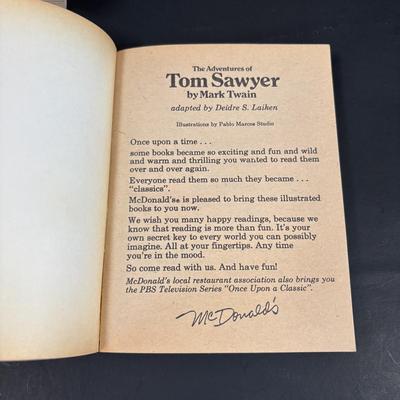 The Adventures of
Tom Sawyer
by Mark Twain
adapted by Deidre S. Laiken
Illustrations by Pablo Marcos Studio
Once upon a time . . .
some books became so exciting and fun and wild
and warm and thrilling you wanted to read them
over and over again.
Everyone read them so much they became . . .
"classics".
McDonald's® is pleased to bring these illustrated
books to you now.
We wish you many happy readings, because we
know that reading is more than fun. It's your
own secret key to every world you can possibly
imagine. All at your fingertips. Any time
you're in the mood.
So come read with us. And have fun!
McDonald's local restaurant association also brings you
the PBS Television Series "Once Upon a Classic".
McDonald's